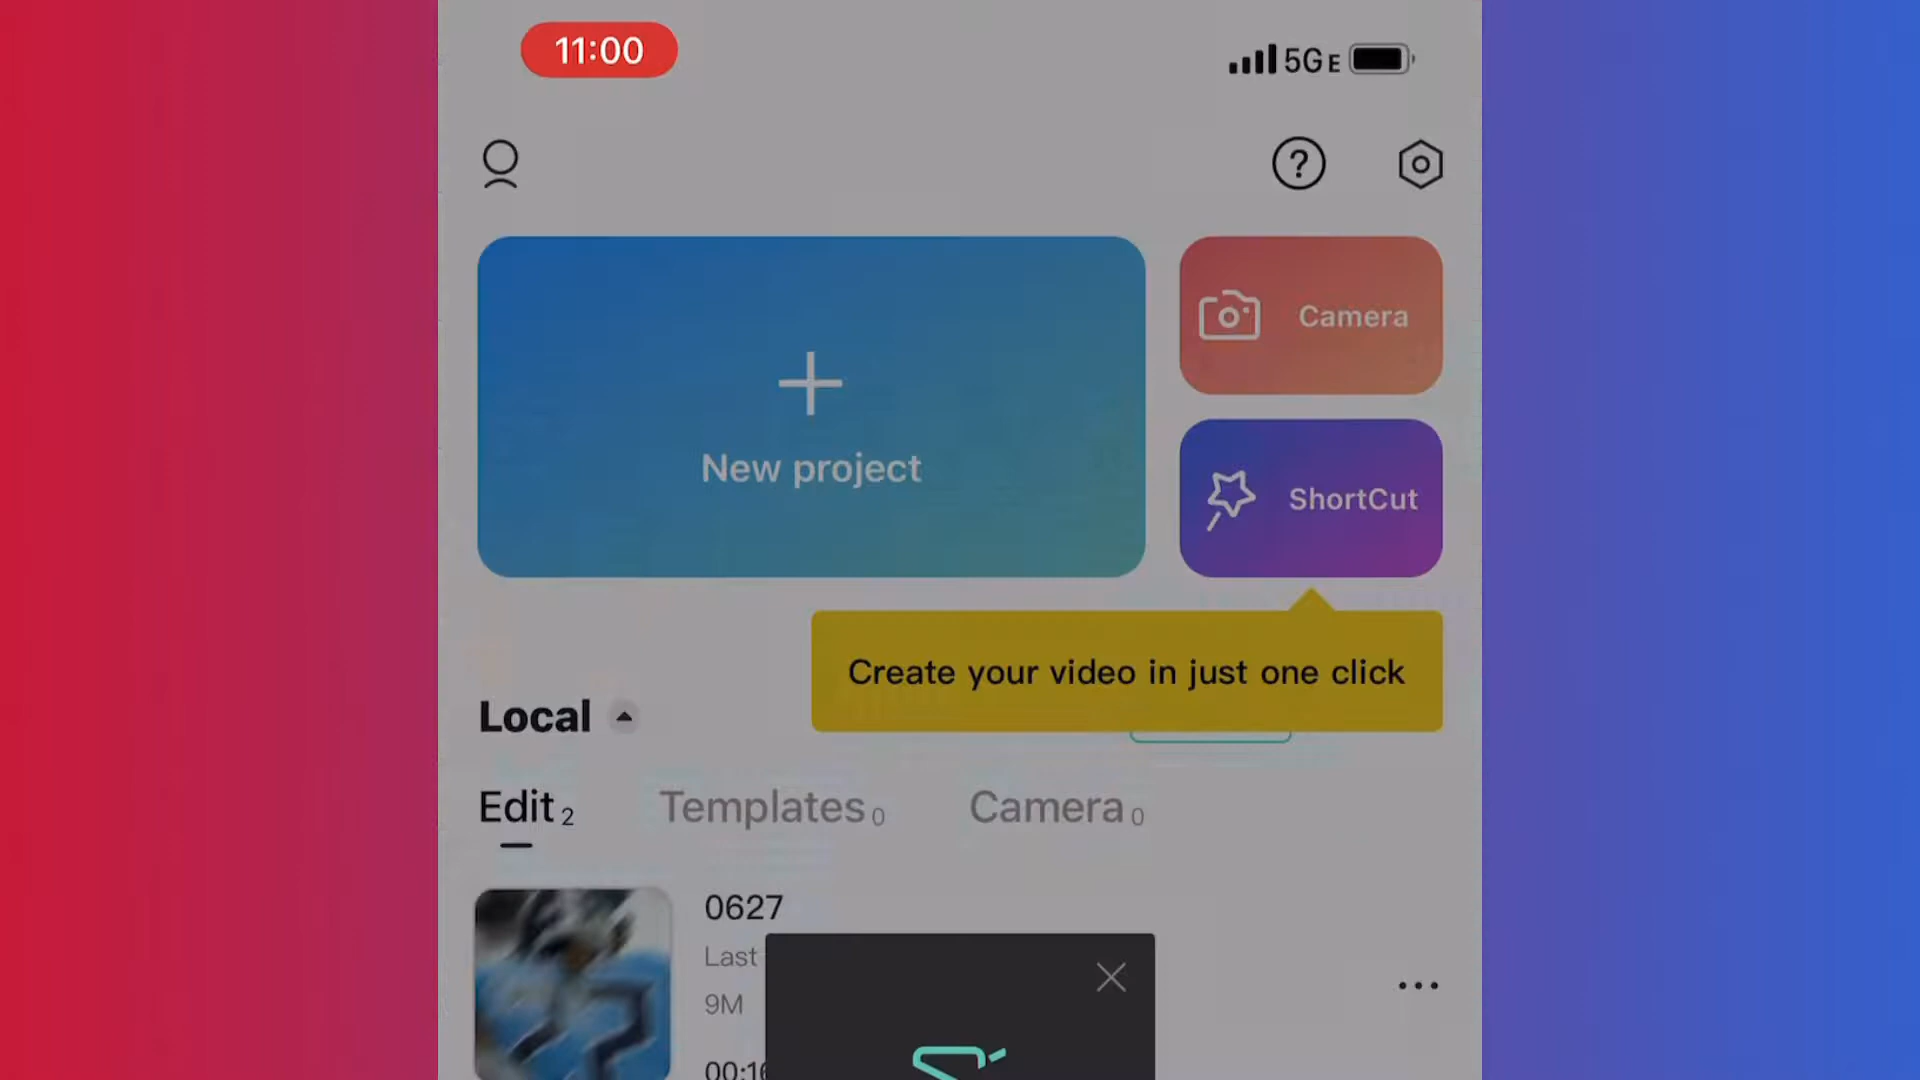 11:00
5G E
?
Camera
New project
ShortCut
Create your video in just one click
Local
Edit 2
Templates 0
Camera 0
0627
Last
9M